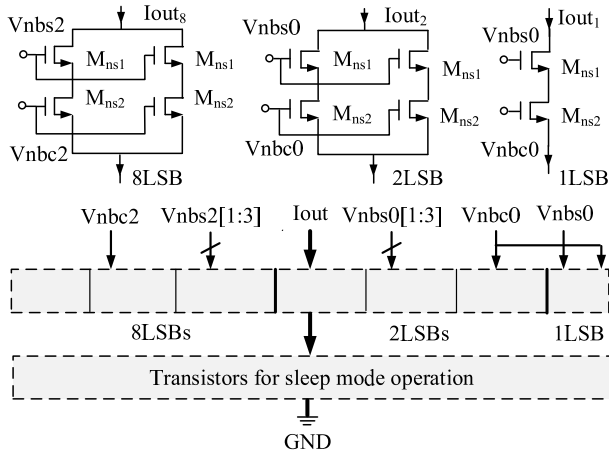 Iout8
Iout2
Iout1
Vnbs2
Vnbs0
Vnbs0
Mns1
Mns1
Mns1
Mns1
Mns1
Mns2
Mns2
Mns2
Mns2
Mns2
Vnbc2
Vnbc0
Vnbc0
8LSB
2LSB
1LSB
Vnbc2
Vnbs2[1:3]
Iout
Vnbs0[1:3]
Vnbc0
Vnbs0
8LSBs
2LSBs
1LSB
Transistors for sleep mode operation
GND